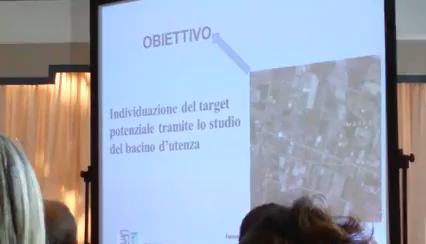 OBIETTIVO
Individuazione del target
potenziale tramite lo studio
del bacino d'utenza